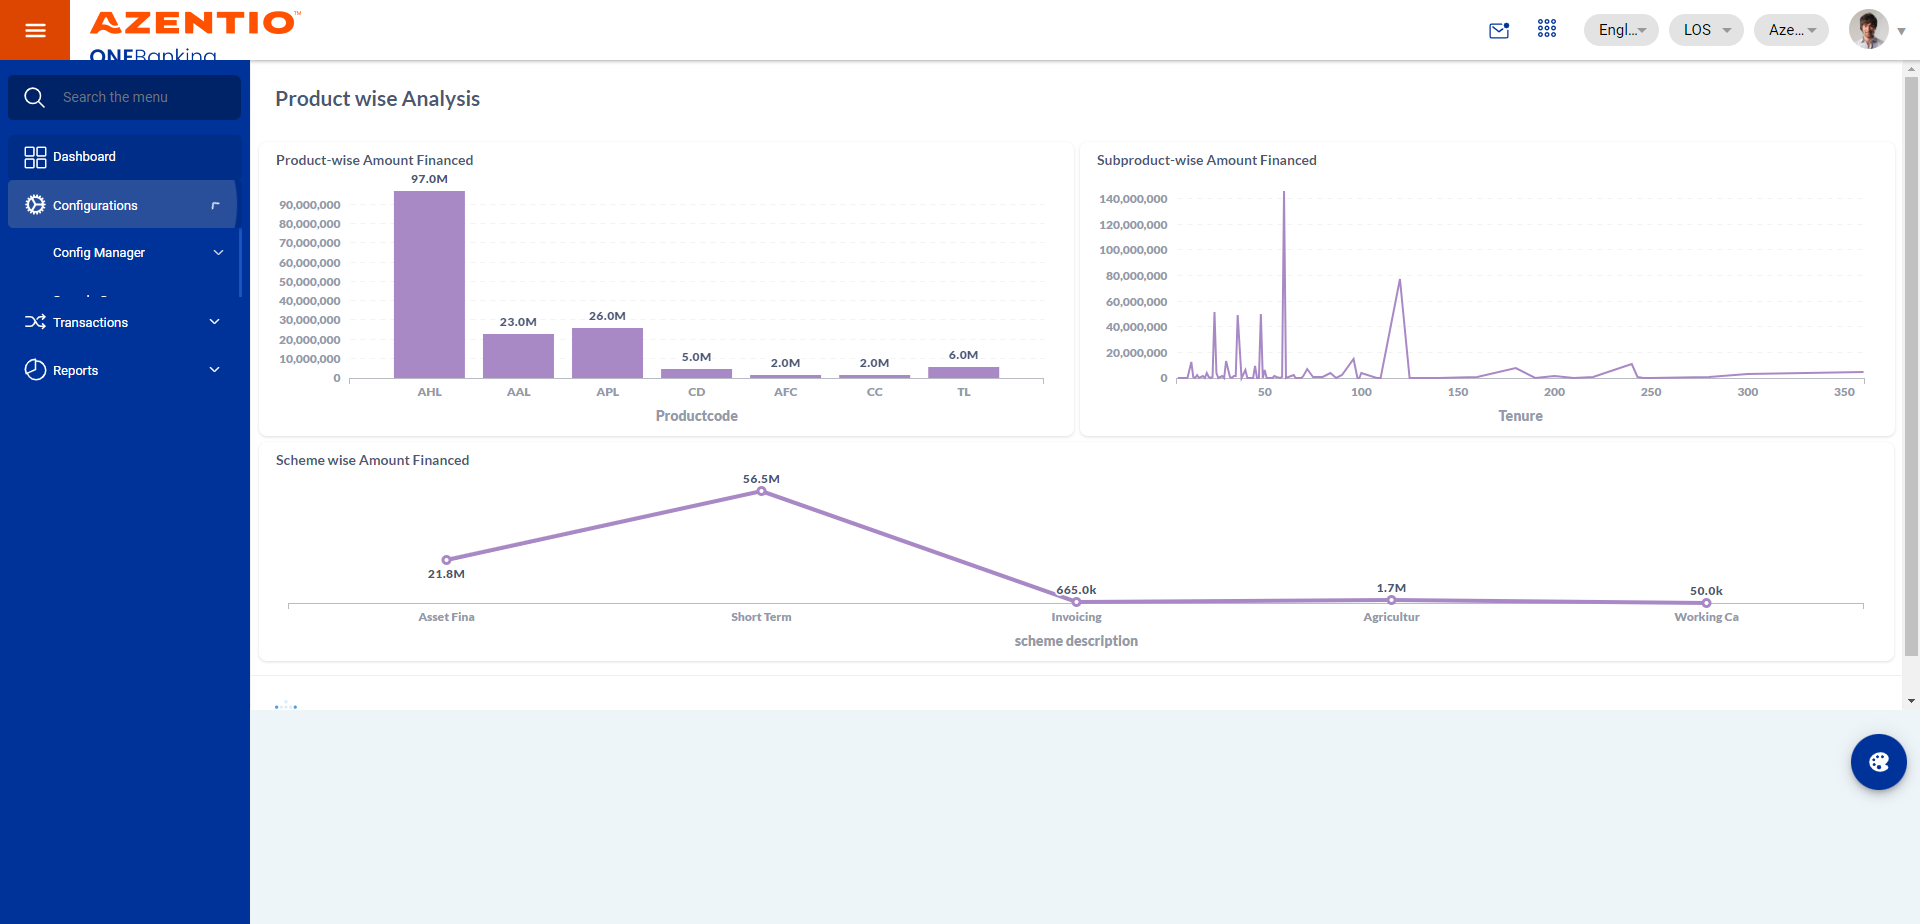 AZENTIO™
ONEBanking
Engl...
LOS
Aze...
Search the menu
Dashboard
Configurations
Config Manager
Transactions
Reports
Product wise Analysis
Product-wise Amount Financed
97.0M
90,000,000
80,000,000
70,000,000
60,000,000
50,000,000
40,000,000
30,000,000
20,000,000
10,000,000
0
23.0M
26.0M
5.0M
2.0M
2.0M
6.0M
AHL
AAL
APL
CD
AFC
CC
TL
Productcode
Subproduct-wise Amount Financed
140,000,000
120,000,000
100,000,000
80,000,000
60,000,000
40,000,000
20,000,000
0
50
100
150
200
250
300
350
Tenure
Scheme wise Amount Financed
56.5M
21.8M
665.0k
1.7M
50.0k
Asset Fina
Short Term
Invoicing
Agricultur
Working Ca
scheme description